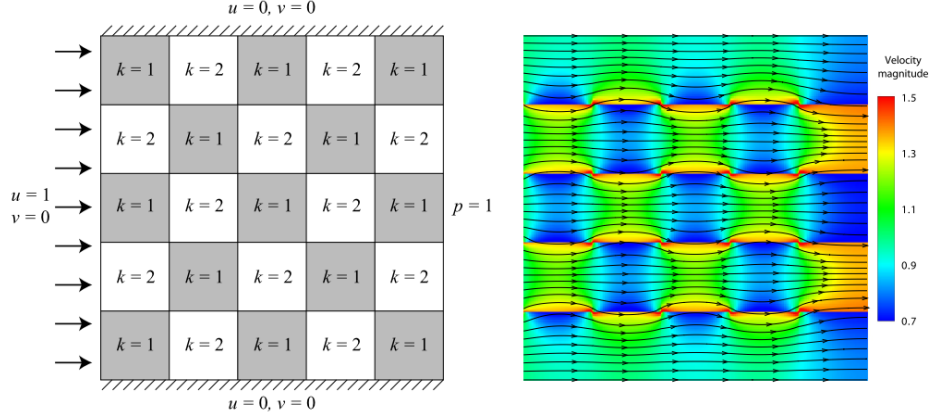 u = 0, v = 0
k = 1 k = 2 k = 1 k = 2 k = 1
k = 2 k = 1 k = 2 k = 1 k = 2
u = 1
v = 0
k = 1 k = 2 k = 1 k = 2 k = 1
p = 1
k = 2 k = 1 k = 2 k = 1 k = 2
k = 1 k = 2 k = 1 k = 2 k = 1
u = 0, v = 0
Velocity
magnitude
1.5
1.3
1.1
0.9
0.7